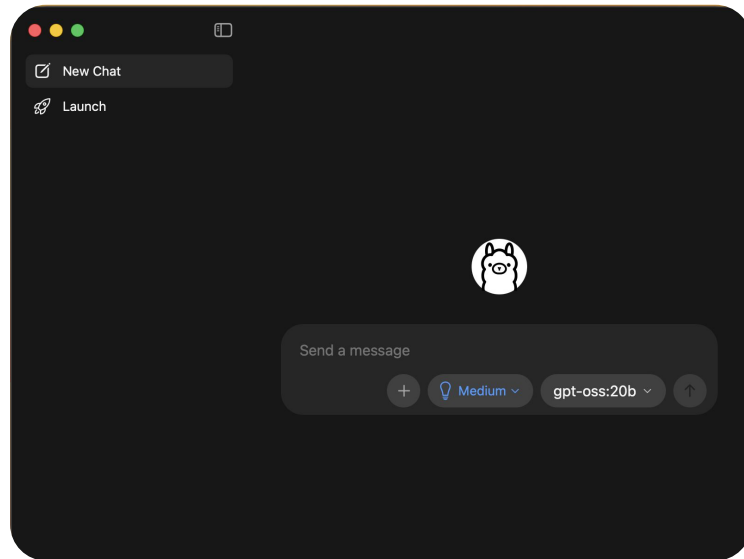 New Chat
Launch
Send a message
Medium
gpt-oss:20b